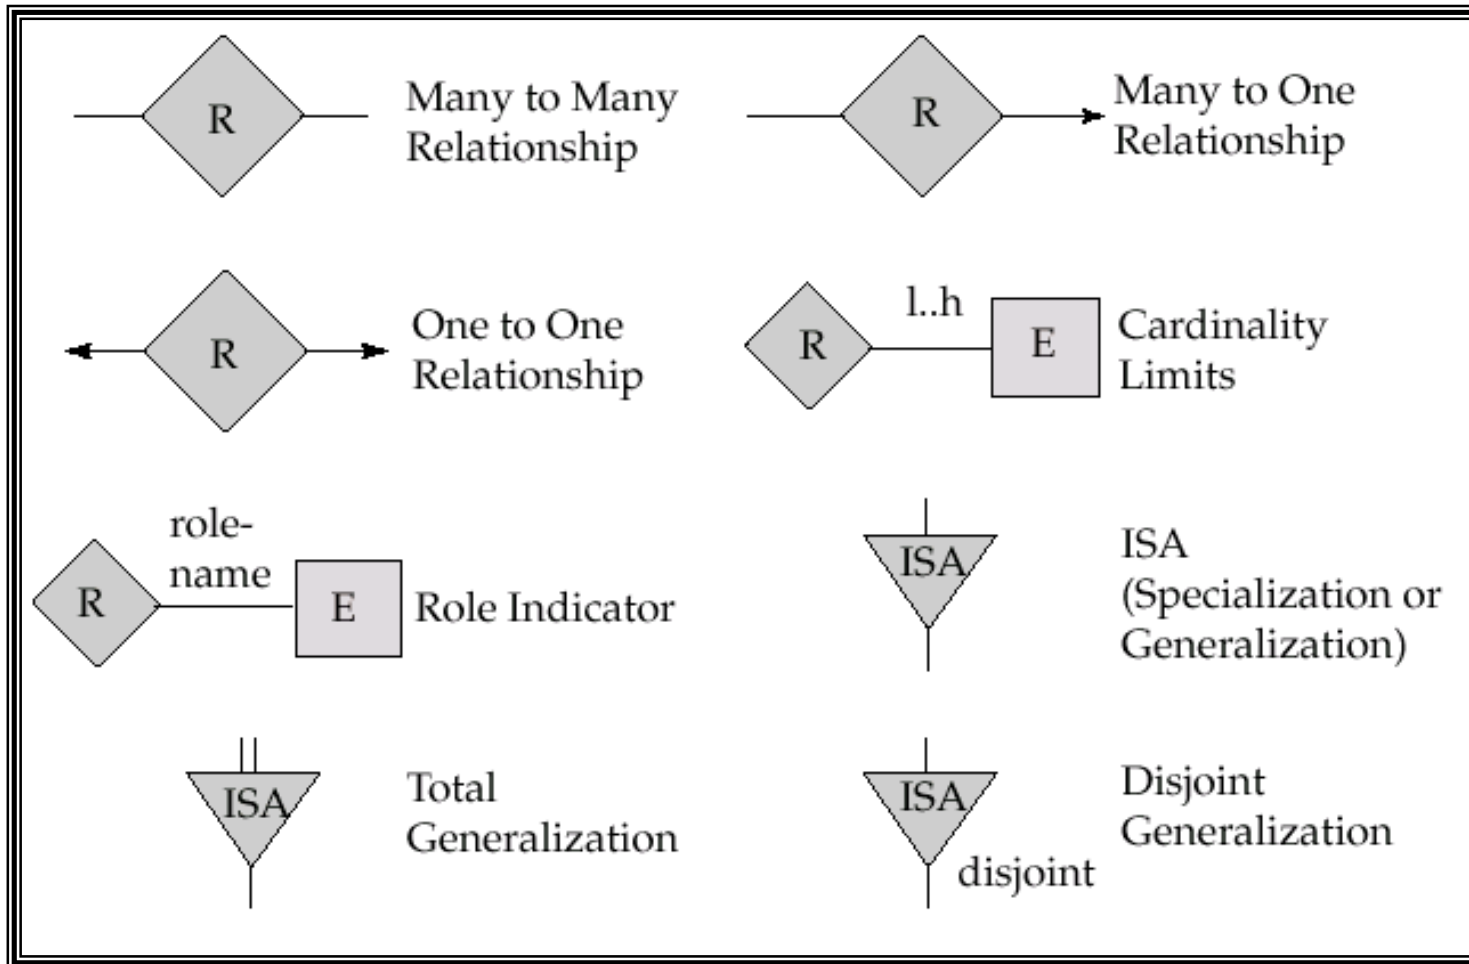 R
Many to Many
Relationship
R
Many to One
Relationship
R
One to One
Relationship
R
l..h
E
Cardinality
Limits
R
role-
name
E
Role Indicator
ISA
ISA
(Specialization or
Generalization)
ISA
Total
Generalization
ISA
disjoint
Disjoint
Generalization